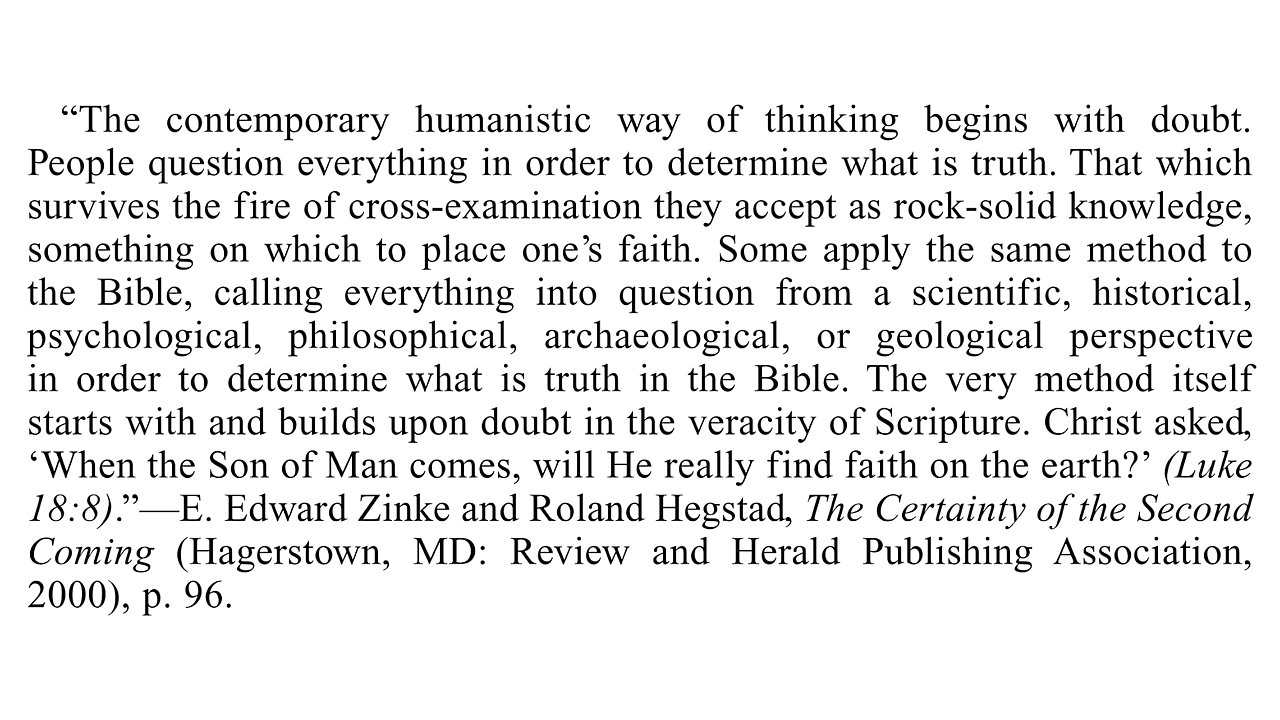 “The contemporary humanistic way of thinking begins with doubt.
People question everything in order to determine what is truth. That which
survives the fire of cross-examination they accept as rock-solid knowledge,
something on which to place one’s faith. Some apply the same method to
the Bible, calling everything into question from a scientific, historical,
psychological, philosophical, archaeological, or geological perspective
in order to determine what is truth in the Bible. The very method itself
starts with and builds upon doubt in the veracity of Scripture. Christ asked,
‘When the Son of Man comes, will He really find faith on the earth?’ (Luke
18:8).”—E. Edward Zinke and Roland Hegstad, The Certainty of the Second
Coming (Hagerstown, MD: Review and Herald Publishing Association,
2000), p. 96.